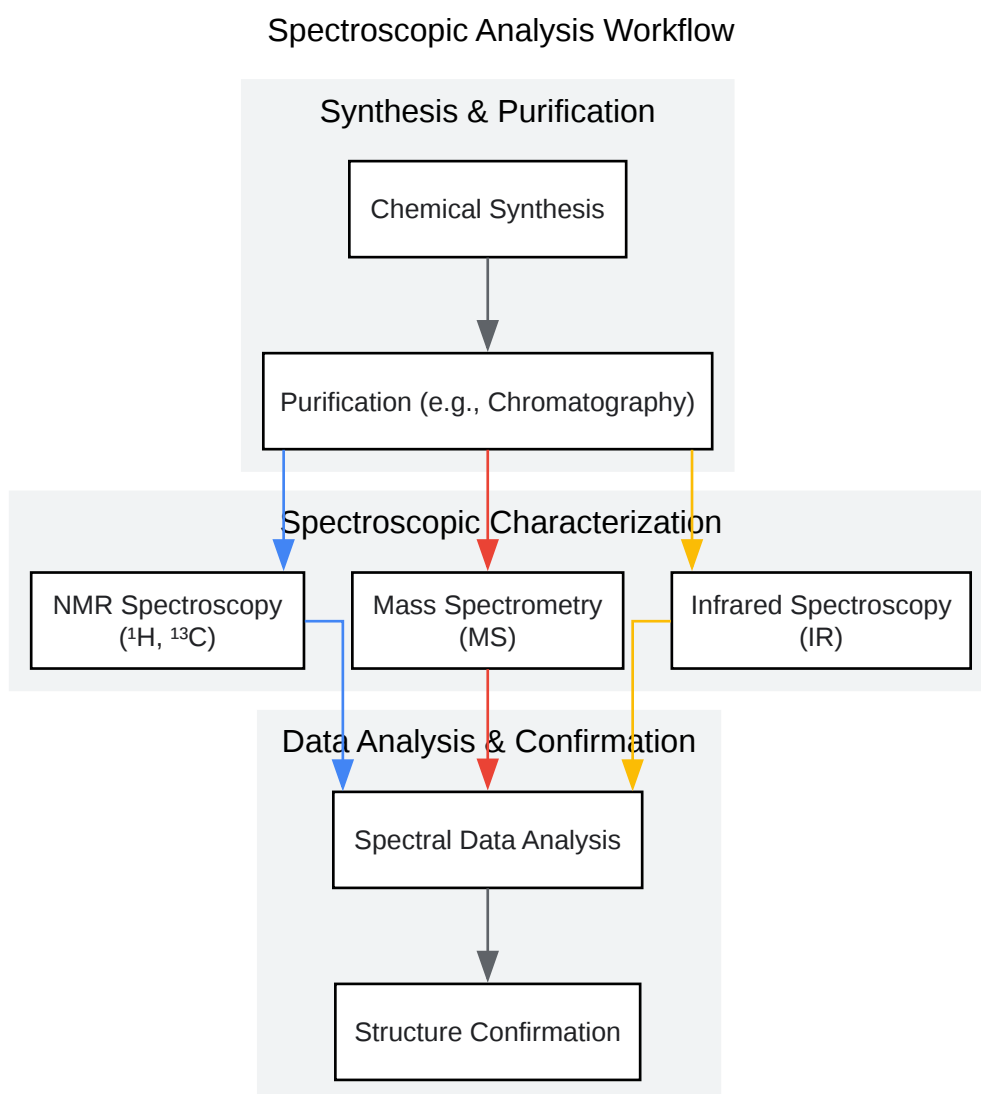 Spectroscopic Analysis Workflow
Synthesis & Purification
Chemical Synthesis
Purification (e.g., Chromatography)
Spectroscopic Characterization
NMR Spectroscopy
(¹H, ¹³C)
Mass Spectrometry
(MS)
Infrared Spectroscopy
(IR)
Data Analysis & Confirmation
Spectral Data Analysis
Structure Confirmation